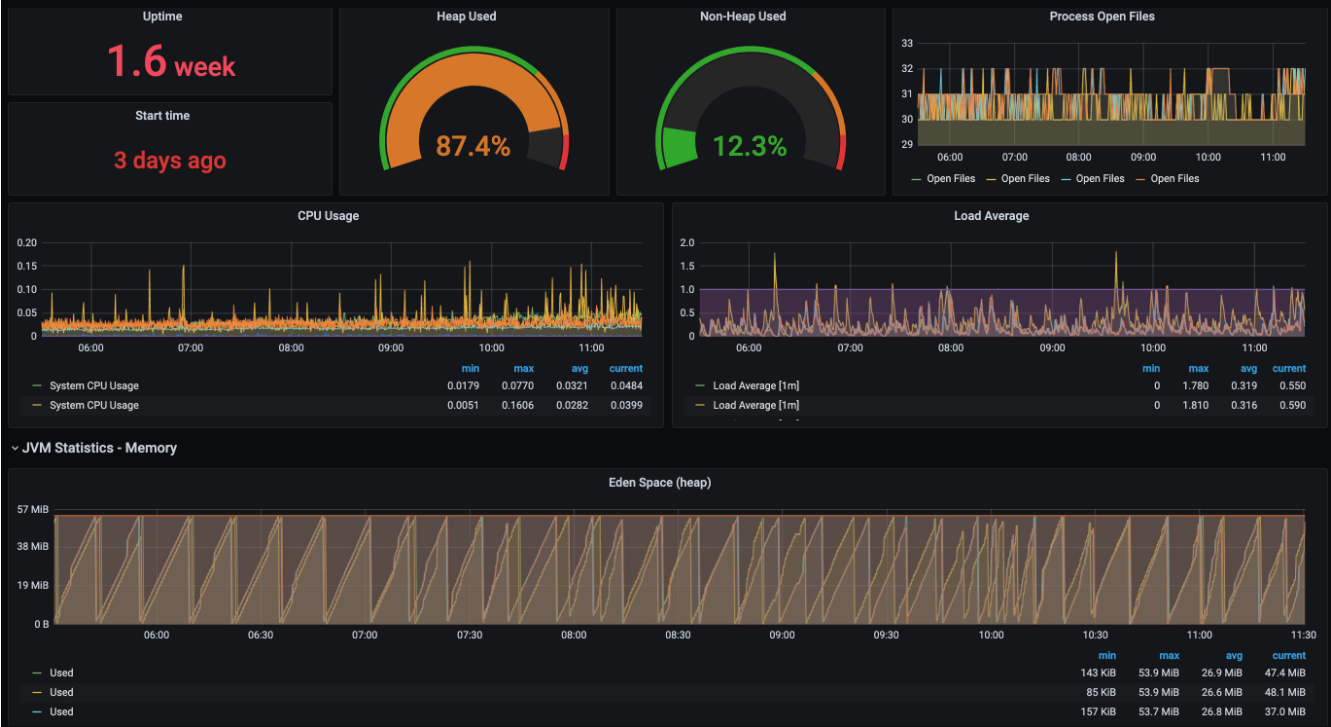 Uptime
1.6 week
Start time
3 days ago
Heap Used
87.4%
Non-Heap Used
12.3%
Process Open Files
33
32
31
30
29
06:00 07:00 08:00 09:00 10:00 11:00
Open Files Open Files Open Files Open Files
CPU Usage
0.20
0.15
0.10
0.05
0
06:00 07:00 08:00 09:00 10:00 11:00
min max avg current
System CPU Usage 0.0179 0.0770 0.0321 0.0484
System CPU Usage 0.0051 0.1606 0.0282 0.0399
Load Average
2.0
1.5
1.0
0.5
0
06:00 07:00 08:00 09:00 10:00 11:00
min max avg current
Load Average [1m] 0 1.780 0.319 0.550
Load Average [1m] 0 1.810 0.316 0.590
JVM Statistics - Memory
Eden Space (heap)
57 MiB
38 MiB
19 MiB
0 B
06:00 06:30 07:00 07:30 08:00 08:30 09:00 09:30 10:00 10:30 11:00 11:30
min max avg current
Used 143 KiB 53.9 MiB 26.9 MiB 47.4 MiB
Used 85 KiB 53.9 MiB 26.6 MiB 48.1 MiB
Used 157 KiB 53.7 MiB 26.8 MiB 37.0 MiB